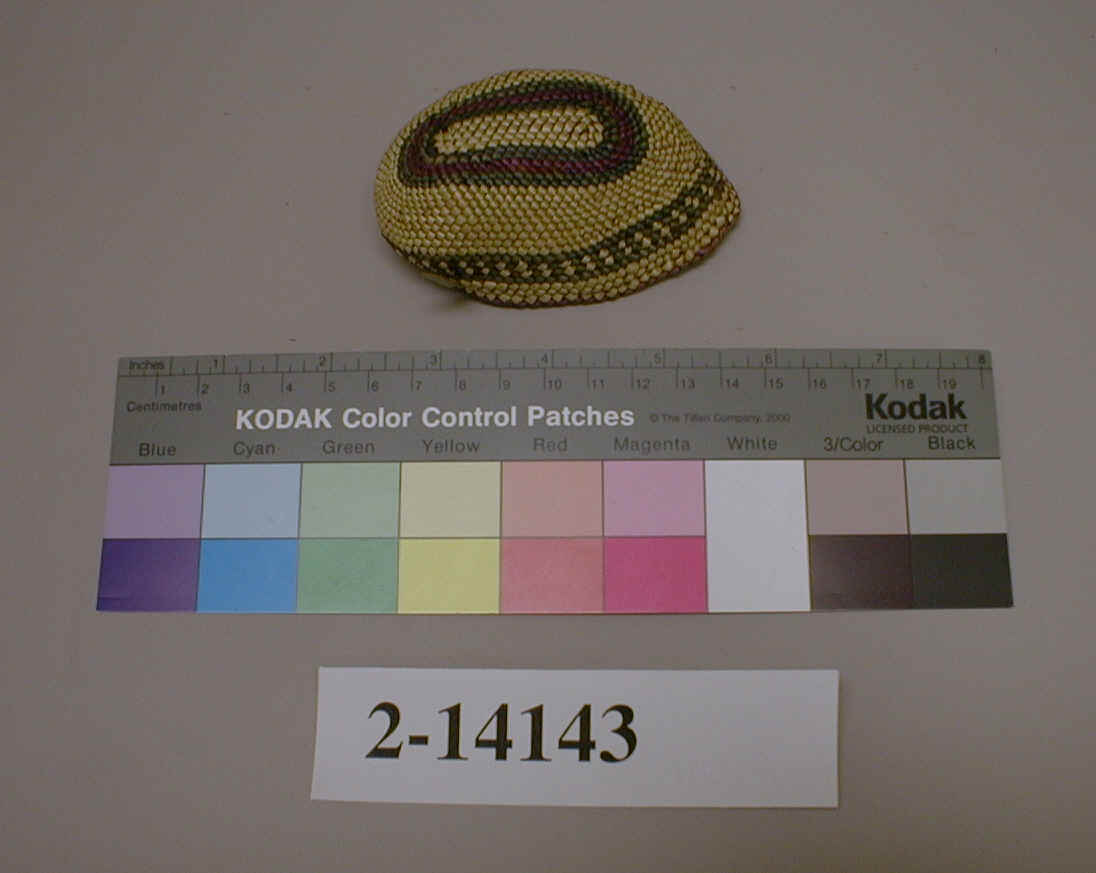 Inches 1 2 3 4 5 6 7 8
1 2 3 4 5 6 7 8 9 10 11 12 13 14 15 16 17 18 19
Centimetres
KODAK Color Control Patches © The Tiffen Company, 2000 Kodak
LICENSED PRODUCT
Blue Cyan Green Yellow Red Magenta White 3/Color Black
2-14143